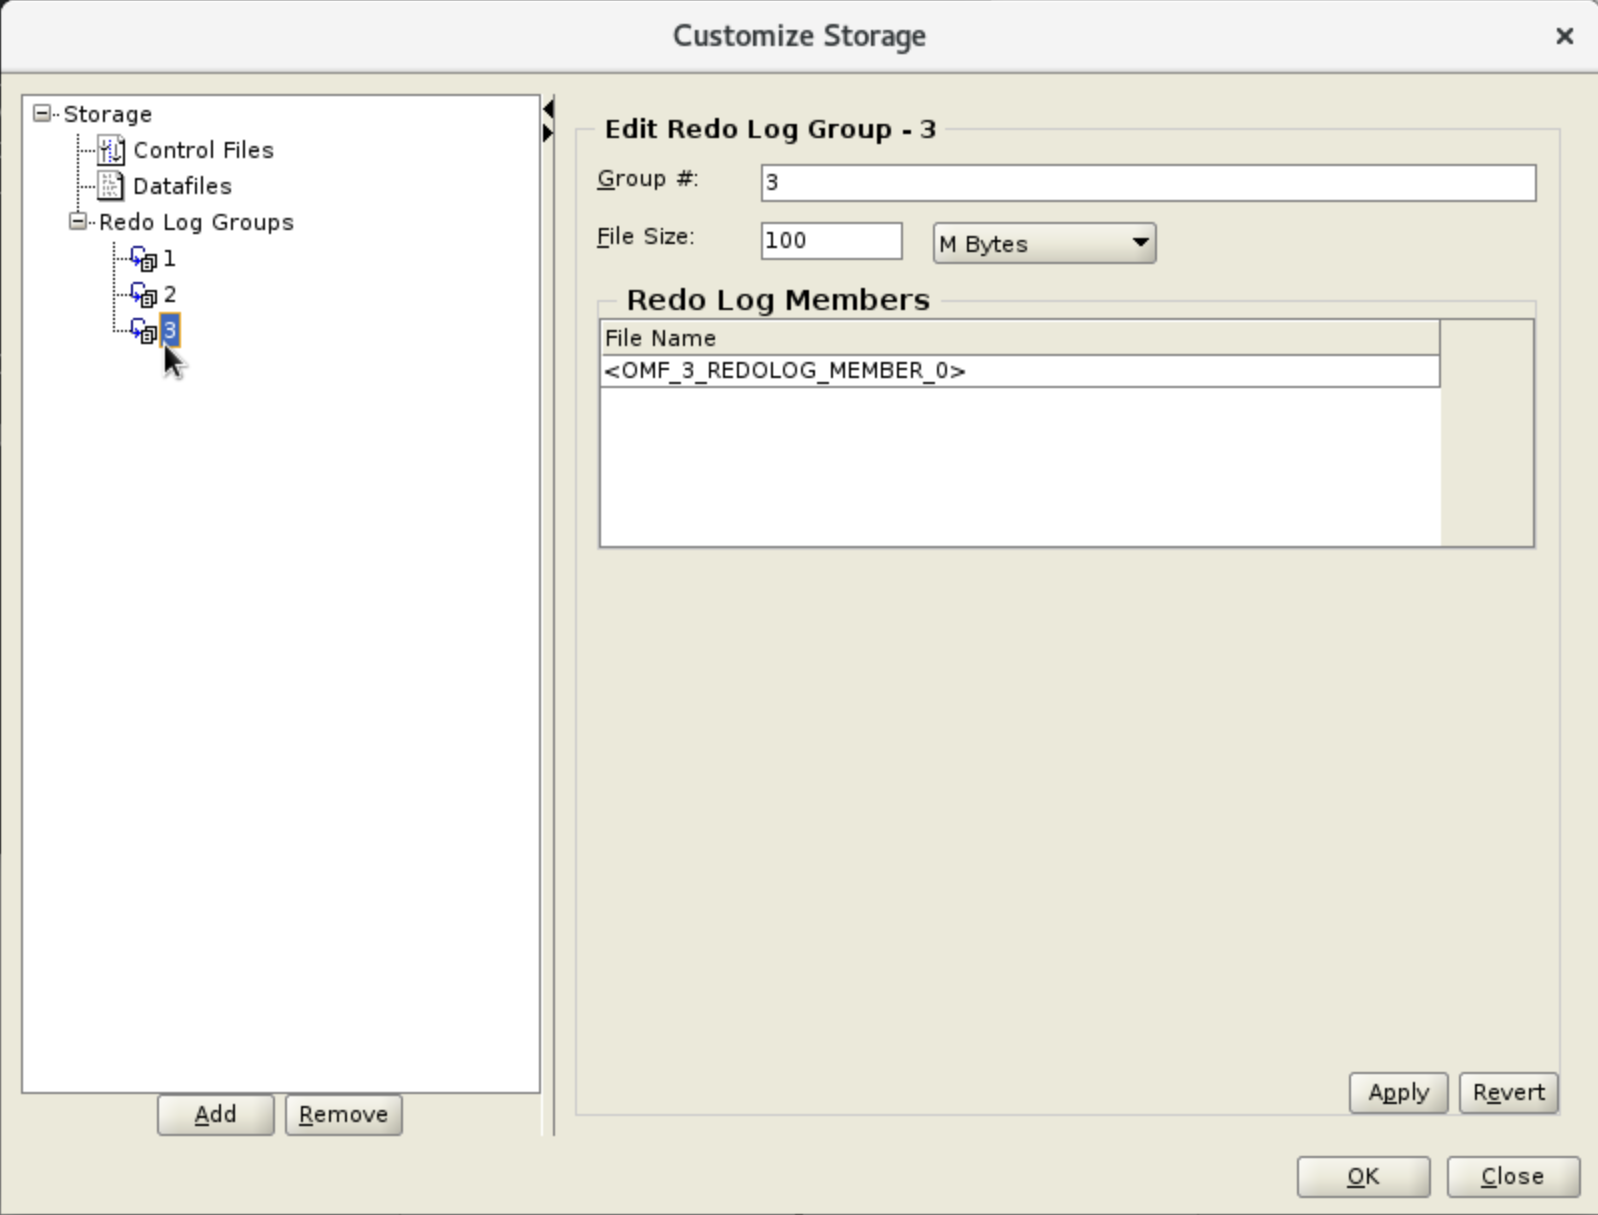 Customize Storage
Storage
Control Files
Datafiles
Redo Log Groups
1
2
3
Add
Remove
Edit Redo Log Group - 3
Group #: 3
File Size: 100 M Bytes
Redo Log Members
File Name
<OMF_3_REDOLOG_MEMBER_0>
Apply
Revert
OK
Close